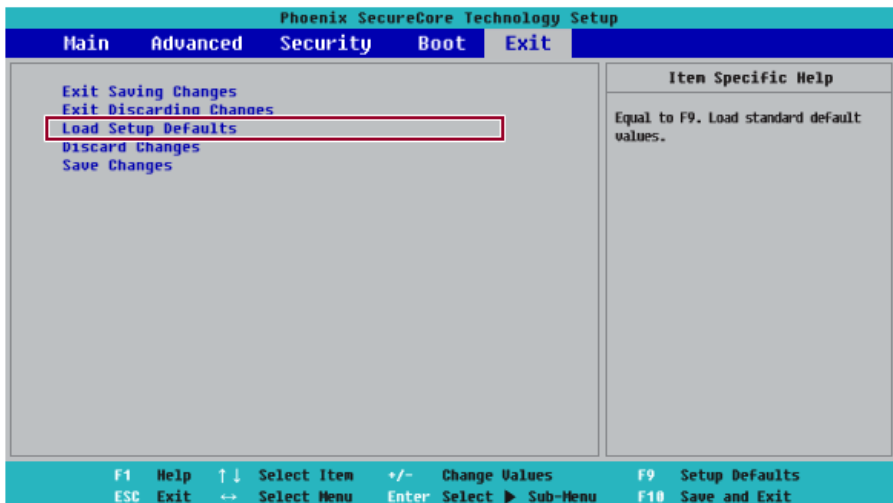 Phoenix SecureCore Technology Setup
Main Advanced Security Boot Exit
Exit Saving Changes
Exit Discarding Changes
Load Setup Defaults
Discard Changes
Save Changes
Item Specific Help
Equal to F9. Load standard default
values.
F1 Help ↑↓ Select Item +/- Change Values F9 Setup Defaults
ESC Exit ↔ Select Menu Enter Select ▶ Sub-Menu F10 Save and Exit